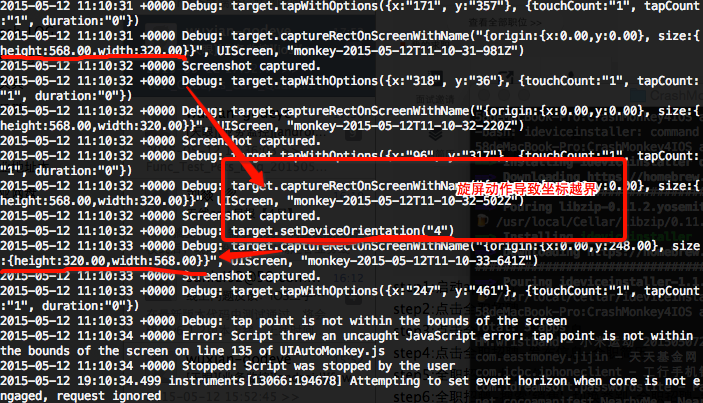 2015-05-12 11:10:31 +0000 Debug: target.tapWithOptions({x:"171", y:"357"}, {touchCount:"1", tapCount
:"1", duration:"0"})
2015-05-12 11:10:32 +0000 Debug: target.captureRectOnScreenWithName("{origin:{x:0.00,y:0.00}, size:{
height:568.00,width:320.00}}", UIScreen, "monkey-2015-05-12T11-10-31-981Z")
2015-05-12 11:10:32 +0000 Screenshot captured.
2015-05-12 11:10:32 +0000 Debug: target.tapWithOptions({x:"318", y:"36"}, {touchCount:"1", tapCount:
"1", duration:"0"})
2015-05-12 11:10:32 +0000 Debug: target.captureRectOnScreenWithName("{origin:{x:0.00,y:0.00}, size:{
height:568.00,width:320.00}}", UIScreen, "monkey-2015-05-12T11-10-32-220Z")
2015-05-12 11:10:32 +0000 Screenshot captured.
2015-05-12 11:10:32 +0000 Debug: target.tapWithOptions({x:"96", y:"317"}, {touchCount:"1", tapCount:
"1", duration:"0"})
2015-05-12 11:10:32 +0000 Debug: target.captureRectOnScreenWithName 0.00}, size:{
旋屏动作导致坐标越界
height:568.00,width:320.00}}", UIScreen, "monkey-2015-05-12T11-10-32-502Z")
2015-05-12 11:10:32 +0000 Screenshot captured.
2015-05-12 11:10:32 +0000 Debug: target.setDeviceOrientation("4")
2015-05-12 11:10:33 +0000 Debug: target.captureRectOnScreenWithName("{origin:{x:0.00,y:248.00}, size
:{height:320.00,width:568.00}}", UIScreen, "monkey-2015-05-12T11-10-33-641Z")
2015-05-12 11:10:33 +0000 Screenshot captured.
2015-05-12 11:10:33 +0000 Debug: target.tapWithOptions({x:"247", y:"461"}, {touchCount:"1", tapCount
:"1", duration:"0"})
2015-05-12 11:10:33 +0000 Debug: tap point is not within the bounds of the screen
2015-05-12 11:10:34 +0000 Error: Script threw an uncaught JavaScript error: tap point is not within
the bounds of the screen on line 135 of UIAutoMonkey.js
2015-05-12 11:10:34 +0000 Stopped: Script was stopped by the user
2015-05-12 19:10:34.499 instruments[13066:194678] Attempting to set event horizon when core is not e
ngaged, request ignored